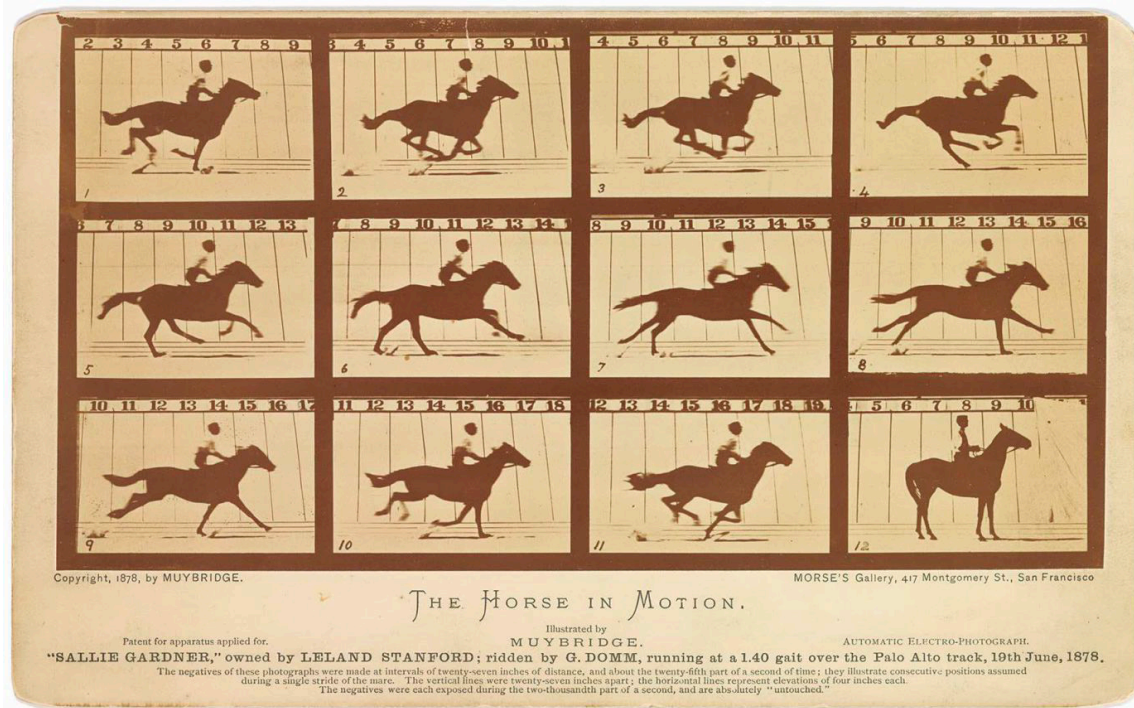 2 3 4 5 6 7 8 9
3 4 5 6 7 8 9 10 1
4 5 6 7 8 9 10 11
5 6 7 8 9 10 11 12 1
1
2
3
4
6 7 8 9 10 11 12 13
7 8 9 10 11 12 13 14 1
8 9 10 11 12 13 14 15
9 10 11 12 13 14 15 16
5
6
7
8
10 11 12 13 14 15 16 17
11 12 13 14 15 16 17 18
12 13 14 15 16 17 18 19
5 6 7 8 9 10
9
10
11
12
Copyright, 1878, by MUYBRIDGE.
MORSE'S Gallery, 417 Montgomery St., San Francisco
THE HORSE IN MOTION.
Illustrated by
Patent for apparatus applied for.
MUYBRIDGE.
AUTOMATIC ELECTRO-PHOTOGRAPH.
"SALLIE GARDNER," owned by LELAND STANFORD; ridden by G. DOMM, running at a 1.40 gait over the Palo Alto track, 19th June, 1878.
The negatives of these photographs were made at intervals of twenty-seven inches of distance, and about the twenty-fifth part of a second of time; they illustrate consecutive positions assumed
during a single stride of the mare. The vertical lines were twenty-seven inches apart; the horizontal lines represent elevations of four inches each.
The negatives were each exposed during the two-thousandth part of a second, and are absolutely "untouched."